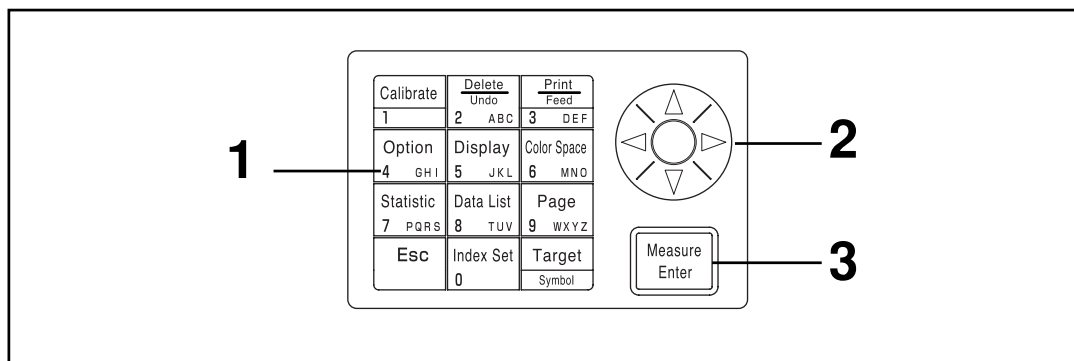 Calibrate
1
Delete
Undo
2 ABC
Print
Feed
3 DEF
Option
4 GHI
Display
5 JKL
Color Space
6 MNO
Statistic
7 PQRS
Data List
8 TUV
Page
9 WXYZ
Esc
Index Set
0
Target
Symbol
Measure
Enter
1
2
3